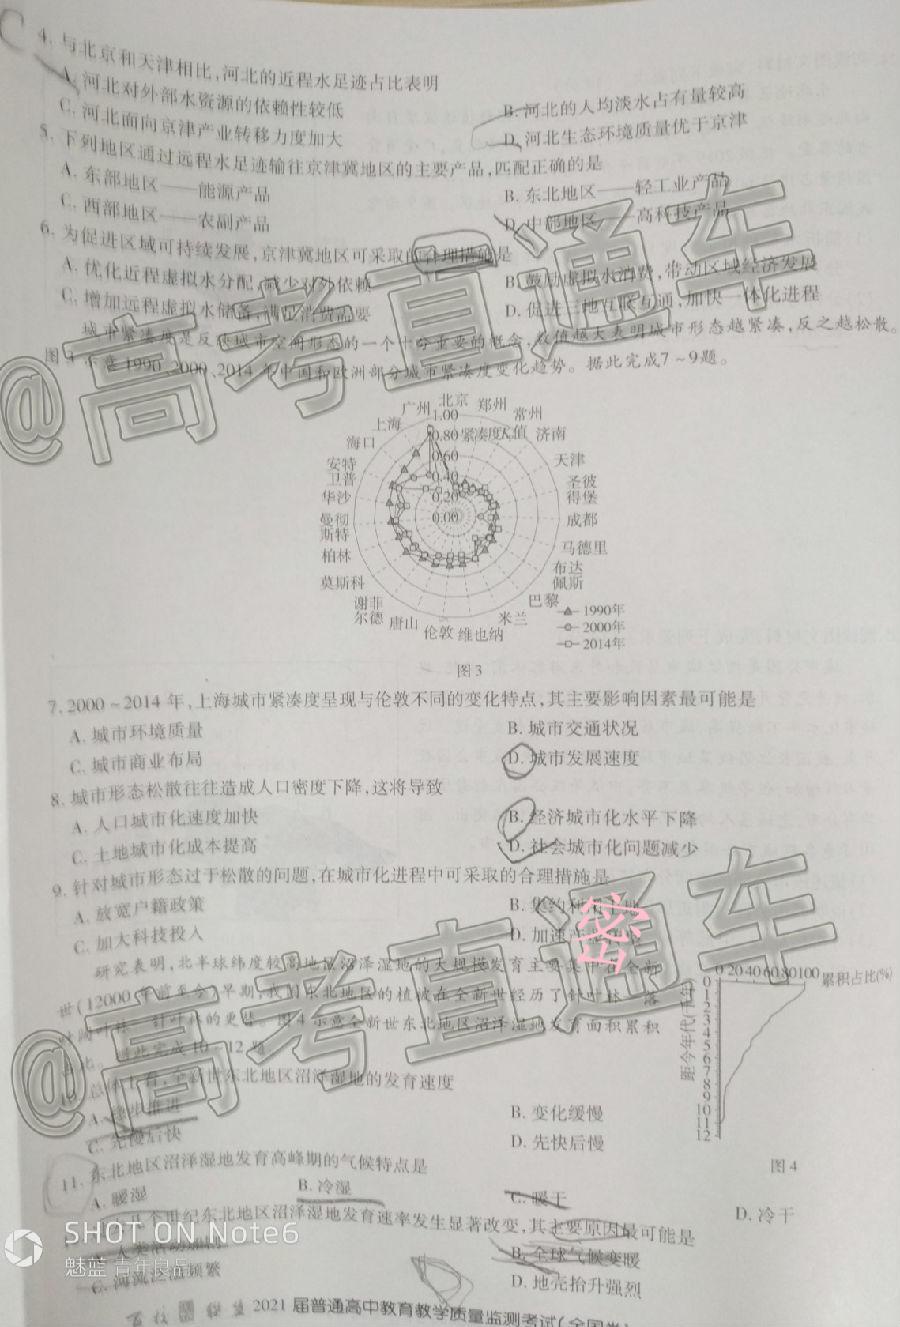 4. 与北京和天津相比,河北的近程水足迹占比表明
A. 河北对外部水资源的依赖性较低
B. 河北的人均淡水占有量较高
C. 河北面向京津产业转移力度加大
D. 河北生态环境质量优于京津
5. 下列地区通过远程水足迹输往京津冀地区的主要产品,匹配正确的是
A. 东部地区——能源产品
B. 东北地区——轻工业产品
C. 西部地区——农副产品
D. 中部地区——高科技产品
6. 为促进区域可持续发展,京津冀地区可采取的合理措施是
A. 优化近程虚拟水分配,减少对外依赖
B. 鼓励虚拟水消费,带动区域经济发展
C. 增加远程虚拟水储备,满足消费需要
D. 促进三地互联互通,加快一体化进程
城市紧凑度是反映城市空间形态的一个十分重要的概念,数值越大表明城市形态越紧凑,反之越松散。
图3示意1990、2000、2014年中国和欧洲部分城市紧凑度变化趋势。据此完成7~9题。
北京 郑州 常州 济南 天津 圣彼得堡 成都 马德里 布达佩斯 巴黎 米兰 维也纳 伦敦 唐山 谢菲尔德 莫斯科 柏林 曼彻斯特 华沙 安特卫普 海口 上海 广州
1.00
0.80 紧凑度值
0.60
0.40
0.20
0.00
1990年
2000年
2014年
图3
7. 2000~2014年,上海城市紧凑度呈现与伦敦不同的变化特点,其主要影响因素最可能是
A. 城市环境质量
B. 城市交通状况
C. 城市商业布局
D. 城市发展速度
8. 城市形态松散往往造成人口密度下降,这将导致
A. 人口城市化速度加快
B. 经济城市化水平下降
C. 土地城市化成本提高
D. 社会城市化问题减少
9. 针对城市形态过于松散的问题,在城市化进程中可采取的合理措施是
A. 放宽户籍政策
B. 集约利用土地
C. 加大科技投入
D. 加速产
研究表明,北半球纬度较高地区沼泽湿地的大规模发育主要集中在全新
世(12000年前至今)早期,我国东北地区的植被在全新世经历了针叶林—落
叶阔叶林—针叶林的更替。图4示意全新世东北地区沼泽湿地发育面积累积
占比。据此完成10~12题。
0 20 40 60 80 100 累积占比(%)
距今年代(千年)
0
1
2
3
4
5
6
7
8
9
10
11
12
图4
总体上看,全新世东北地区沼泽湿地的发育速度
A. 稳步推进
B. 变化缓慢
C. 先慢后快
D. 先快后慢
11. 东北地区沼泽湿地发育高峰期的气候特点是
A. 暖湿
B. 冷湿
C. 暖干
D. 冷干
个世纪东北地区沼泽湿地发育速率发生显著改变,其主要原因最可能是
A. 人类活动加剧
B. 全球气候变暖
C. 河流泛滥频繁
D. 地壳抬升强烈
2021届普通高中教育教学质量监测考试(全国卷)
@高考直通车
@高考直通车
密
SHOT ON Note6
魅蓝 青年良品